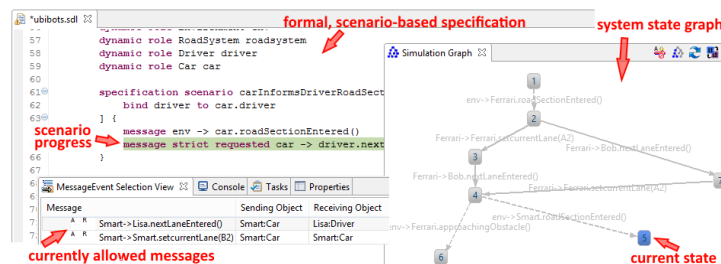 *ubibots.sdl
formal, scenario-based specification
57 dynamic role RoadSystem roadsystem
58 dynamic role Driver driver
59 dynamic role Car car
60
61 specification scenario carInformsDriverRoadSect
62 bind driver to car.driver
63 ] {
scenario progress
message env -> car.roadSectionEntered()
message strict requested car -> driver.next
66 }
67
MessageEvent Selection View
Console
Tasks
Properties
Message Sending Object Receiving Object
A R Smart->Lisa.nextLaneEntered() Smart:Car Lisa:Driver
A R Smart->Smart.setcurrentLane(B2) Smart:Car Smart:Car
currently allowed messages
system state graph
Simulation Graph
1
env->Ferrari.roadSectionEntered()
2
Ferrari->Ferrari.setcurrentLane(A2)
Ferrari->Bob.nextLaneEntered()
3
Ferrari->Bob.nextLaneEntered()
Ferrari->Ferrari.setcurrentLane(A2)
7
4
env->Smart.roadSectionEntered()
env->Ferrari.approachingObstacle()
5
6
current state